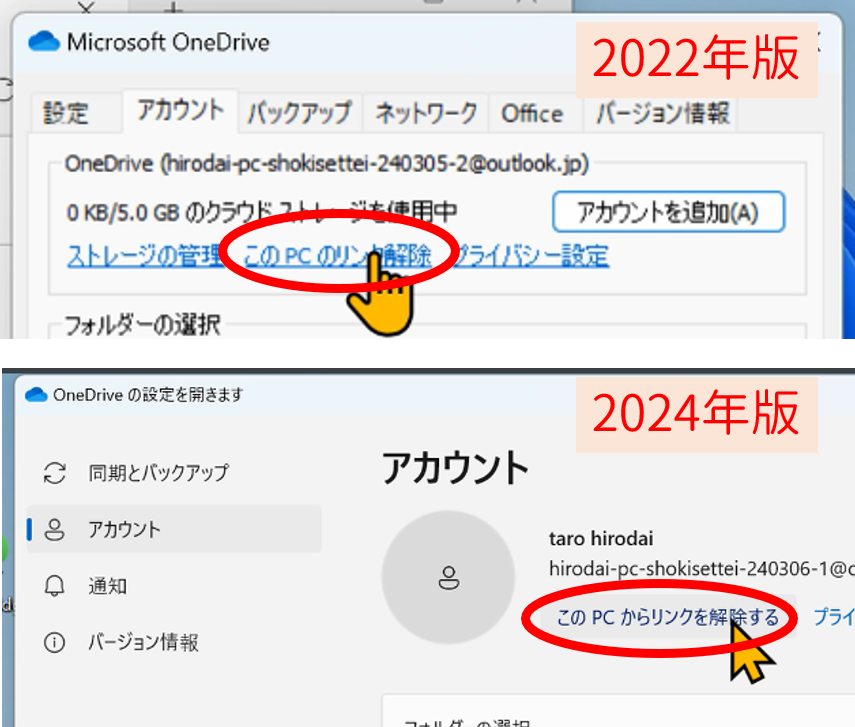 Microsoft OneDrive
2022年版
設定 アカウント バックアップ ネットワーク Office バージョン情報
OneDrive (hirodai-pc-shokisettei-240305-2@outlook.jp)
0 KB/5.0 GB のクラウド ストレージを使用中 アカウントを追加(A)
ストレージの管理 この PC のリンク解除 プライバシー設定
フォルダーの選択
OneDrive の設定を開きます
2024年版
同期とバックアップ
アカウント
通知
バージョン情報
アカウント
taro hirodai
hirodai-pc-shokisettei-240306-1@
この PC からリンクを解除する プライ
フォルダーの選択